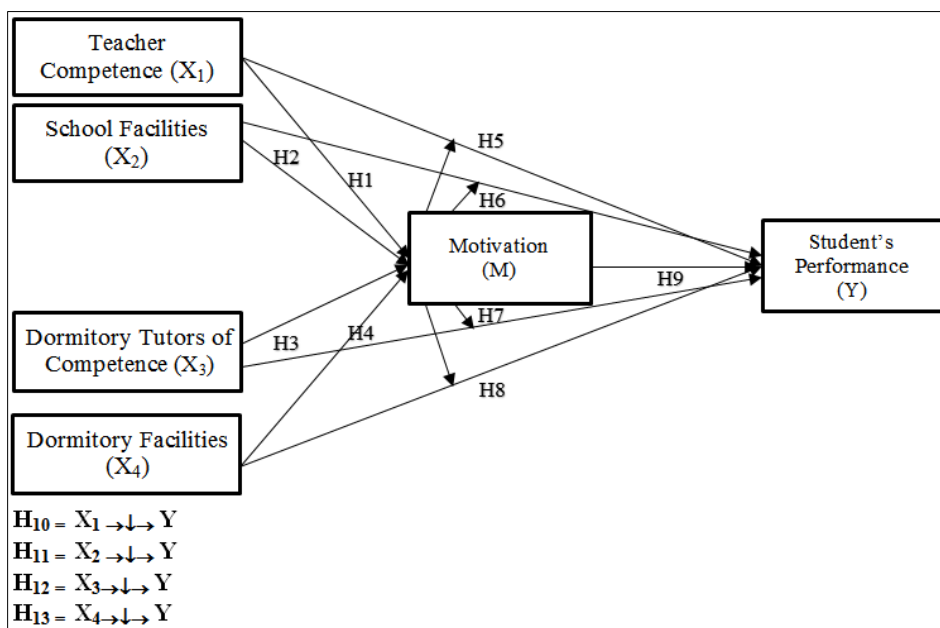 Teacher
Competence (X₁)
School Facilities
(X₂)
H5
H2
H1
H6
Motivation
(M)
Student's
Performance
(Y)
H9
H7
Dormitory Tutors of
Competence (X₃)
H3
H4
H8
Dormitory Facilities
(X₄)
H₁₀ = X₁ →↓→ Y
H₁₁ = X₂ →↓→ Y
H₁₂ = X₃→↓→ Y
H₁₃ = X₄→↓→ Y